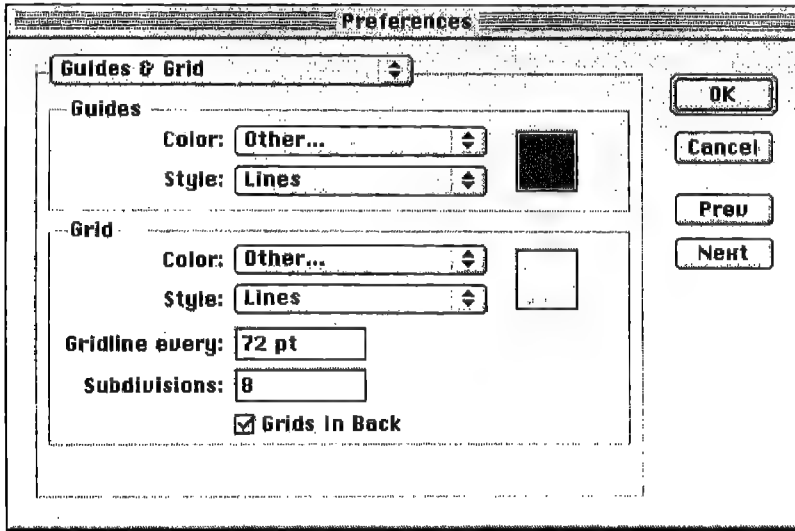 Preferences
Guides & Grid
OK
Guides
Color: Other...
Cancel
Style: Lines
Prev
Grid
Next
Color: Other...
Style: Lines
Gridline every: 72 pt
Subdivisions: 8
Grids In Back